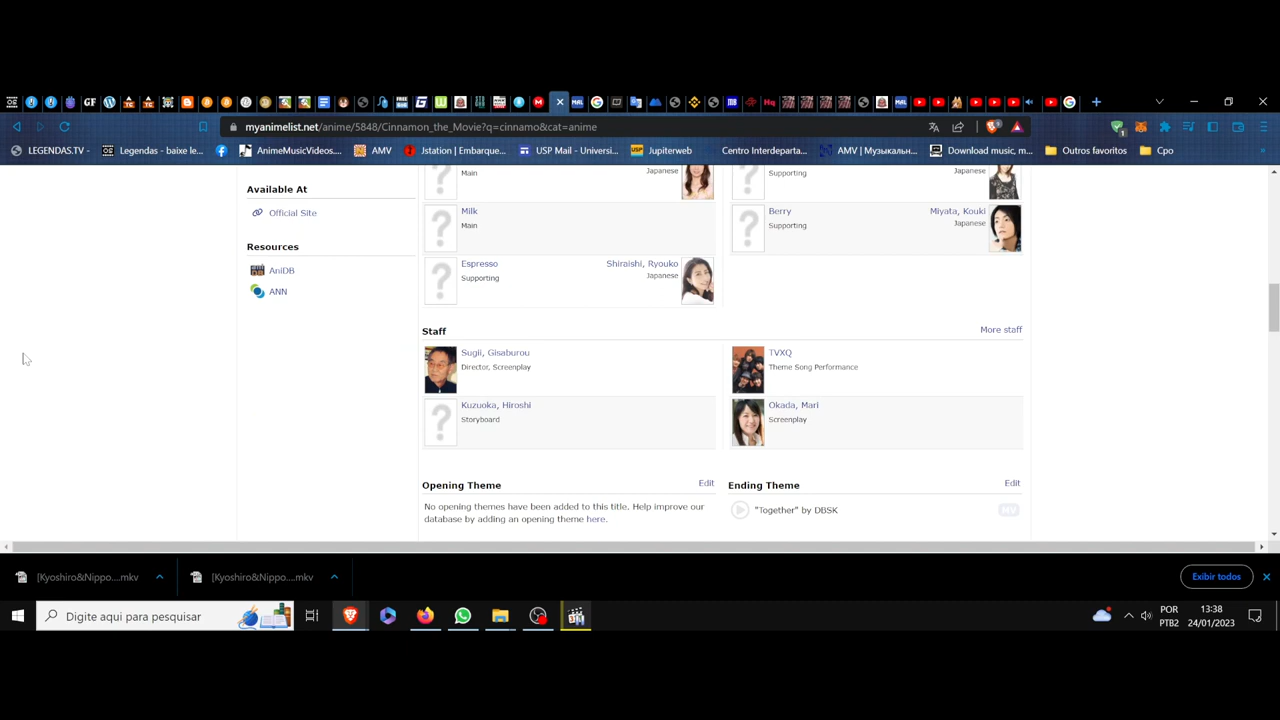 myanimelist.net/anime/5848/Cinnamon_the_Movie?q=cinnamo&cat=anime
LEGENDAS.TV -
Legendas - baixe le...
AnimeMusicVideos....
AMV
Jstation | Embarque...
USP Mail - Universi...
Jupiterweb
Centro Interdeparta...
AMV | Музыкальн...
Download music, m...
Outros favoritos
Cpo
Main
Japanese
Supporting
Japanese
Available At
Official Site
Resources
AniDB
ANN
Milk
Main
Berry
Supporting
Miyata, Kouki
Japanese
Espresso
Supporting
Shiraishi, Ryouko
Japanese
Staff
More staff
Sugii, Gisaburou
Director, Screenplay
TVXQ
Theme Song Performance
Kuzuoka, Hiroshi
Storyboard
Okada, Mari
Screenplay
Opening Theme
Edit
No opening themes have been added to this title. Help improve our
database by adding an opening theme here.
Ending Theme
Edit
"Together" by DBSK
MV
[Kyoshiro&Nippo....mkv
[Kyoshiro&Nippo....mkv
Exibir todos
Digite aqui para pesquisar
POR
PTB2
13:38
24/01/2023